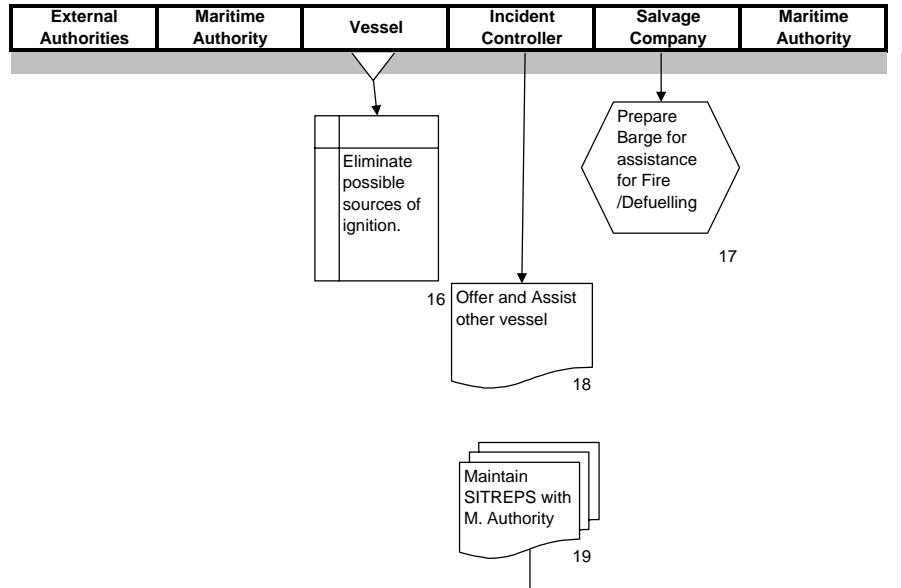 External Authorities
Maritime Authority
Vessel
Incident Controller
Salvage Company
Maritime Authority
Eliminate
possible
sources of
ignition.
16
Prepare
Barge for
assistance
for Fire
/Defuelling
17
Offer and Assist
other vessel
18
Maintain
SITREPS with
M. Authority
19